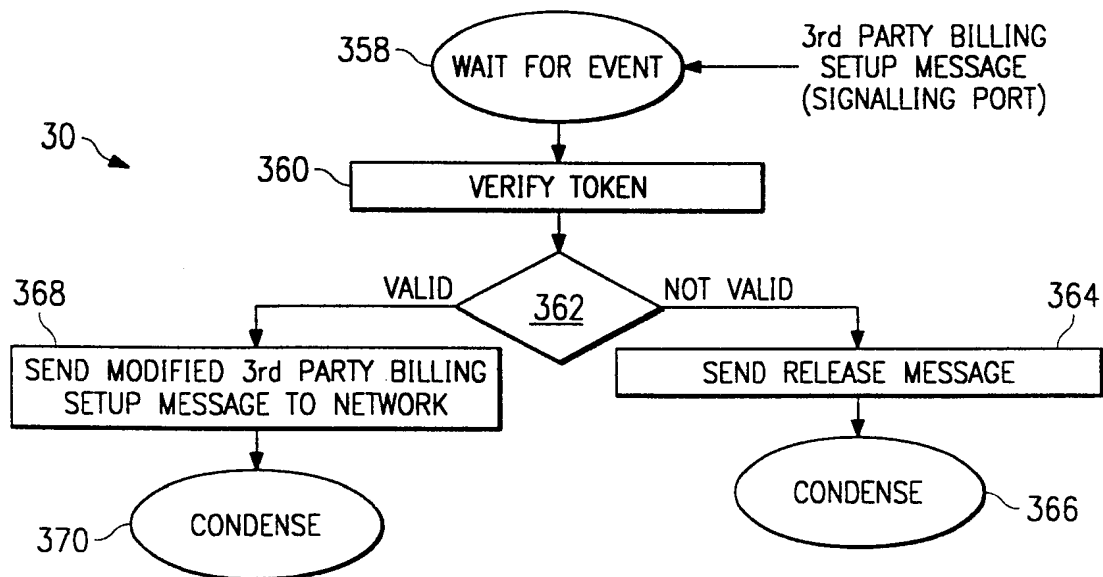 358
WAIT FOR EVENT
3rd PARTY BILLING
SETUP MESSAGE
(SIGNALLING PORT)
30
360
VERIFY TOKEN
VALID
362
NOT VALID
368
SEND MODIFIED 3rd PARTY BILLING
SETUP MESSAGE TO NETWORK
364
SEND RELEASE MESSAGE
370
CONDENSE
CONDENSE
366